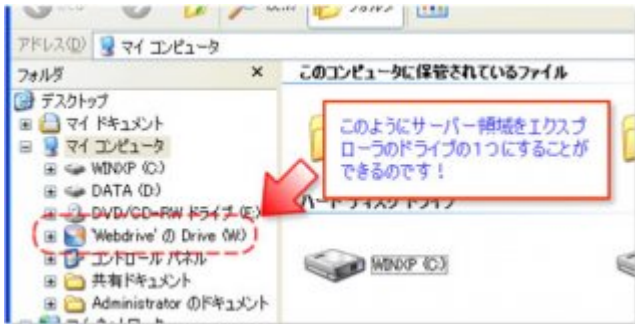 フォルダ
アドレス(D) マイ コンピュータ
フォルダ ×
このコンピュータに保管されているファイル
デスクトップ
マイ ドキュメント
マイ コンピュータ
WINXP (C:)
DATA (D:)
DVD/CD-RW ドライブ (E:)
'Webdrive' の Drive (W:)
コントロール パネル
共有ドキュメント
Administrator のドキュメント
このようにサーバー領域をエクスプ
ローラのドライブの1つにすることが
できるのです!
ハード ディスク ドライブ
WINXP (C:)